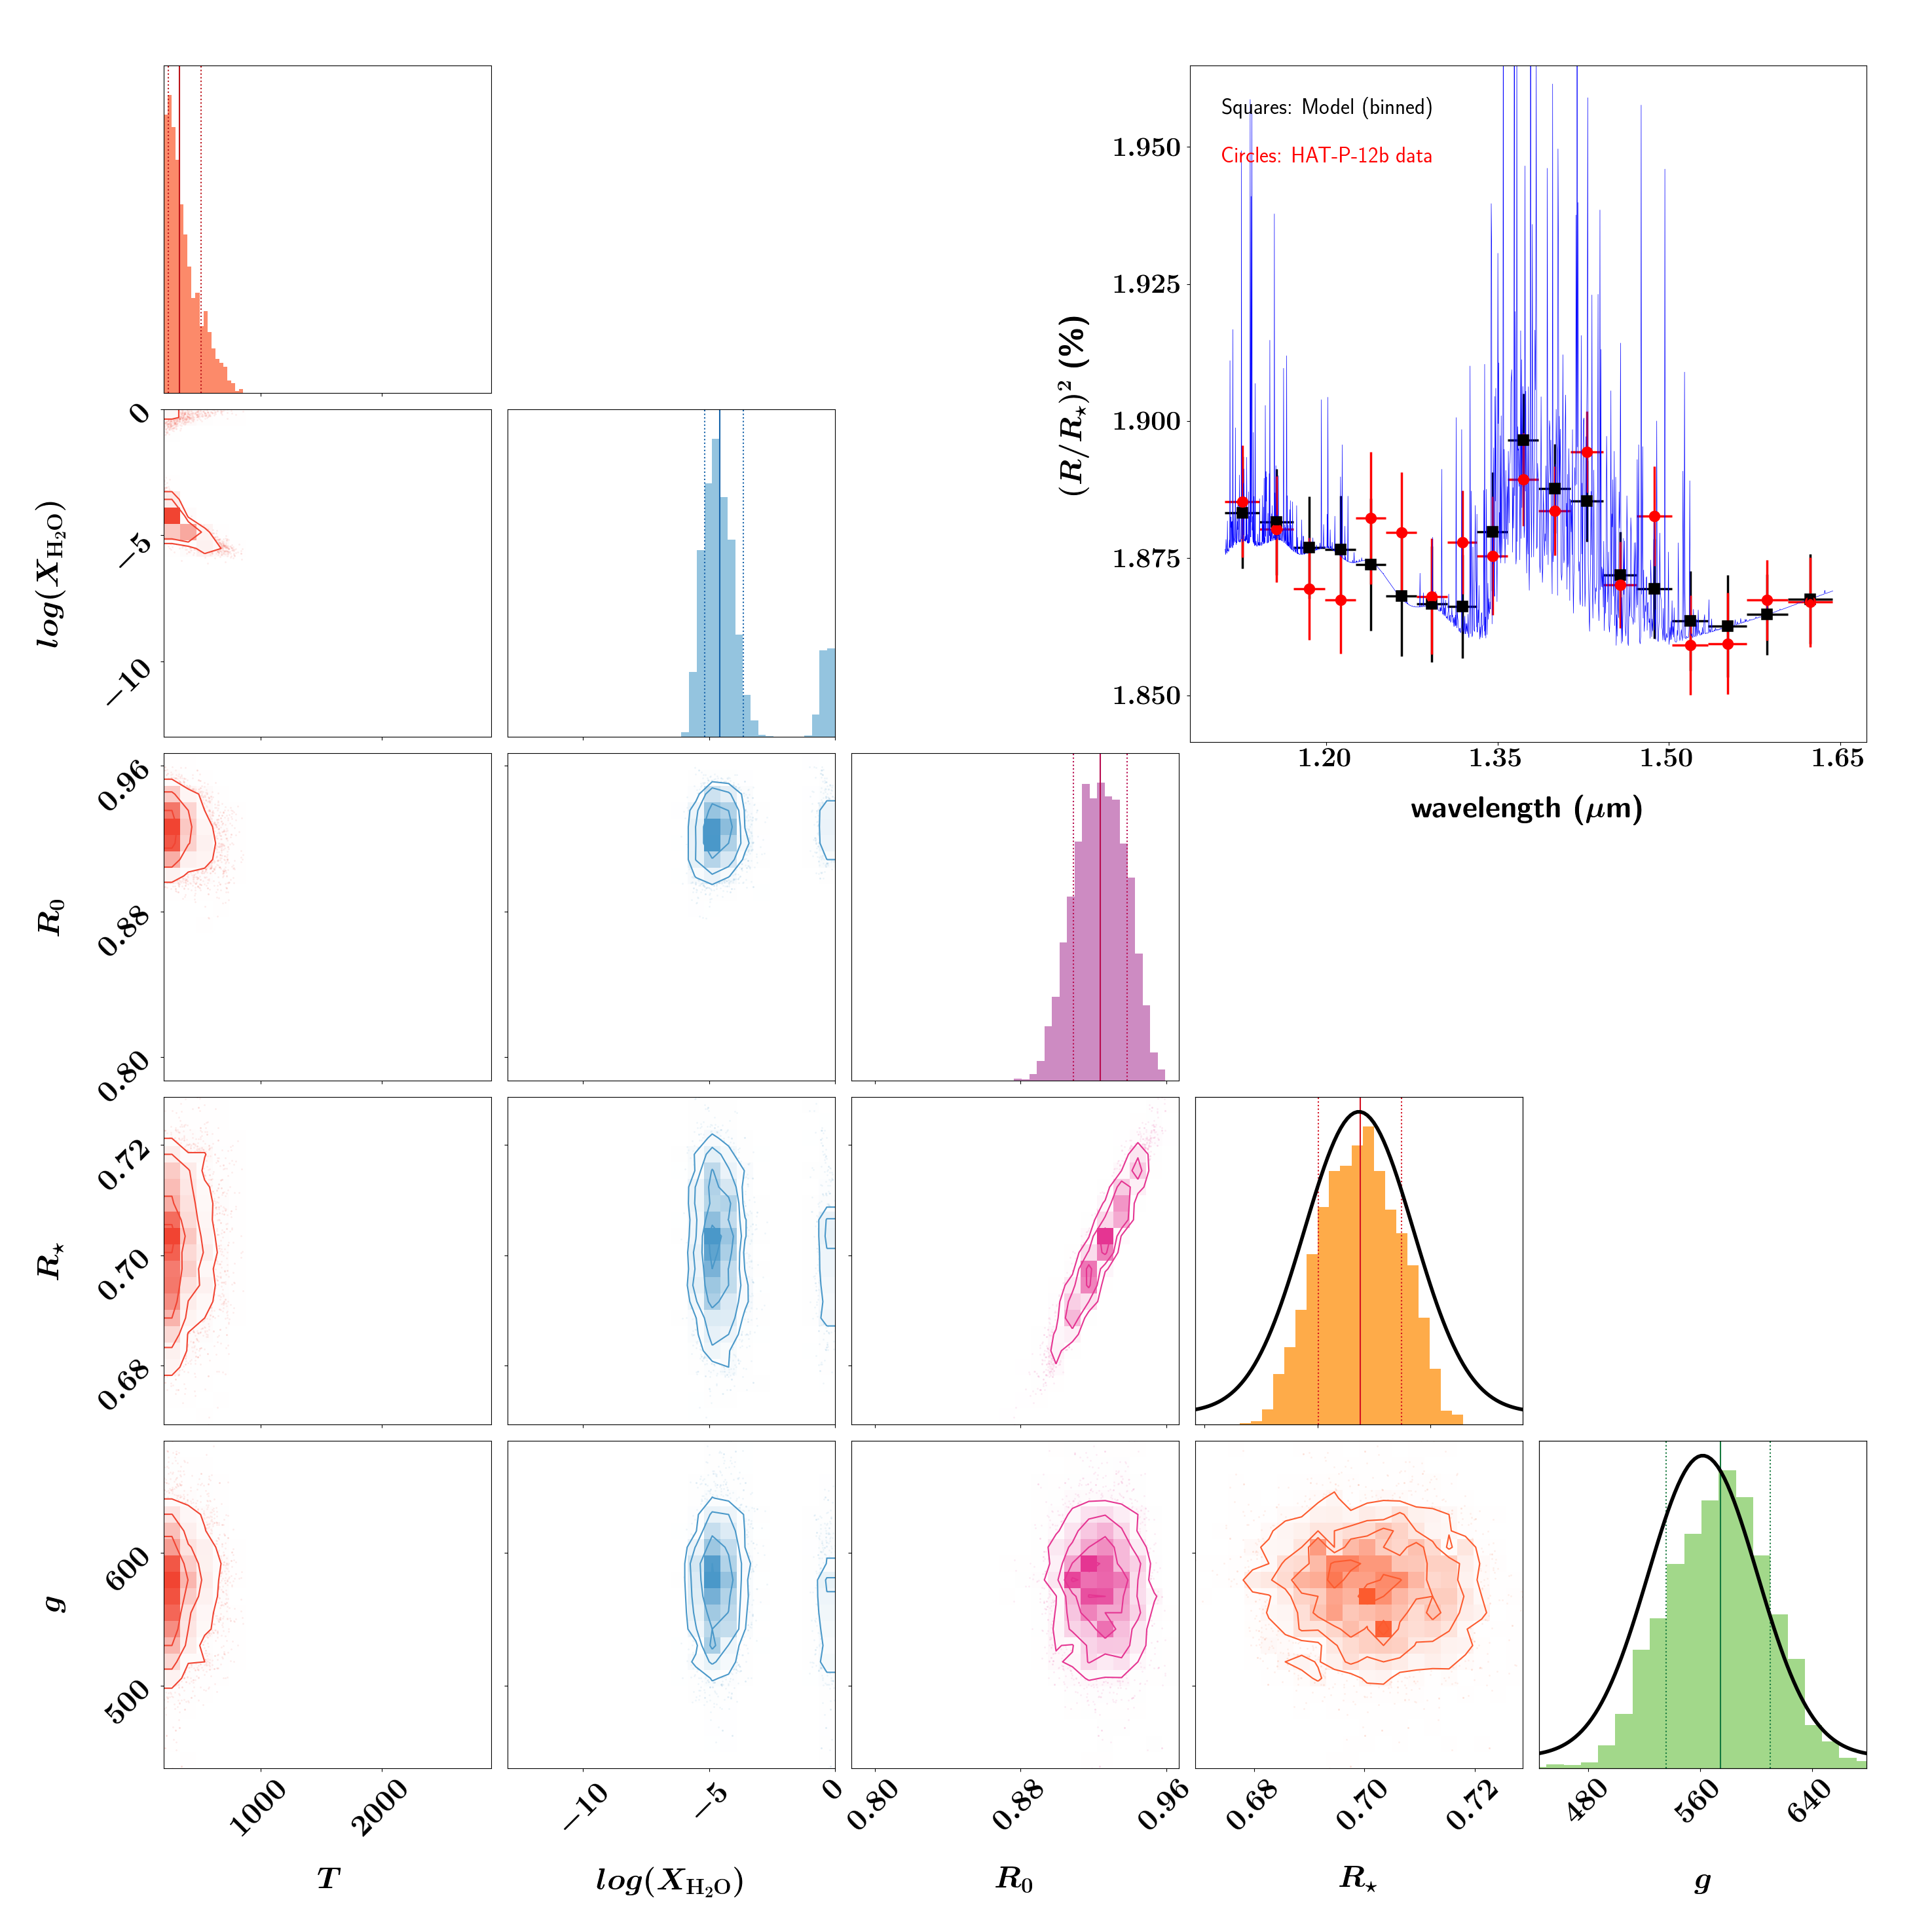 Squares: Model (binned)
Circles: HAT-P-12b data
(R/R⋆)² (%)
1.950
1.925
1.900
1.875
1.850
1.20 1.35 1.50 1.65
wavelength (μm)
log(X_H₂O)
0
−5
−10
R₀
0.96
0.88
0.80
R⋆
0.72
0.70
0.68
g
600
500
1000 2000 −10 −5 0 0.80 0.88 0.96 0.68 0.70 0.72 480 560 640
T log(X_H₂O) R₀ R⋆ g